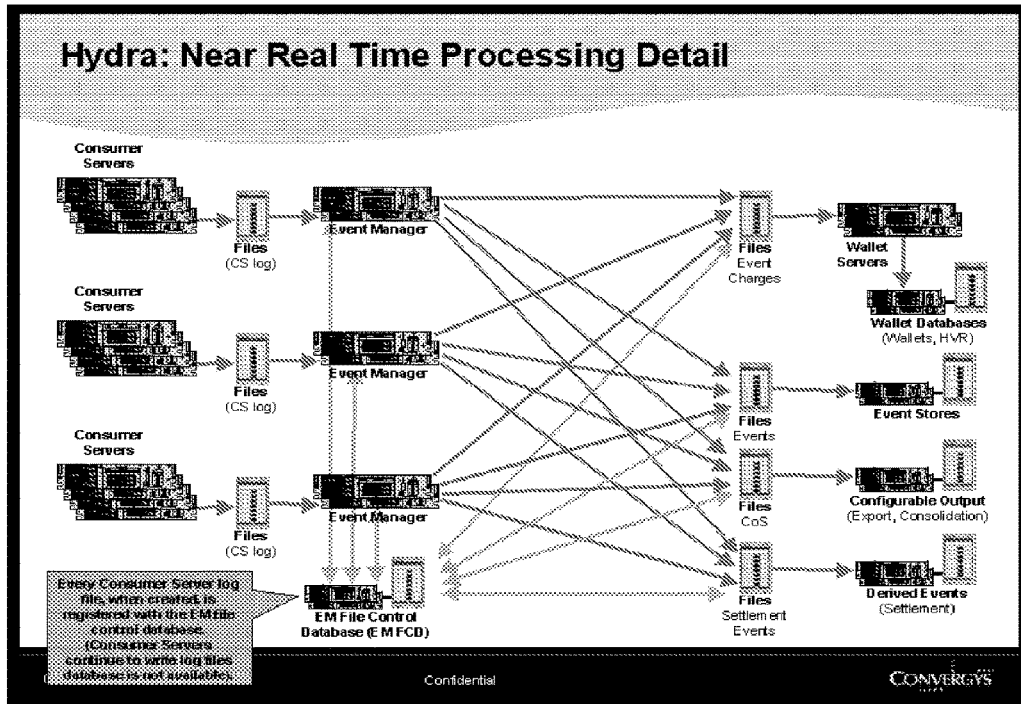 Hydra: Near Real Time Processing Detail
Consumer
Servers
Files
(CS log)
Event Manager
Files
Event
Charges
Wallet
Servers
Wallet Databases
(Wallets, HVR)
Consumer
Servers
Files
(CS log)
Event Manager
Files
Events
Event Stores
Consumer
Servers
Files
(CS log)
Event Manager
Files
CoS
Configurable Output
(Export, Consolidation)
Files
Settlement
Events
Derived Events
(Settlement)
EM File Control
Database (EMFCD)
Every Consumer Server log
file, when created, is
registered with the EM file
control database.
(Consumer Servers
continue to write log files
database is not available).
Confidential
CONVERGYS